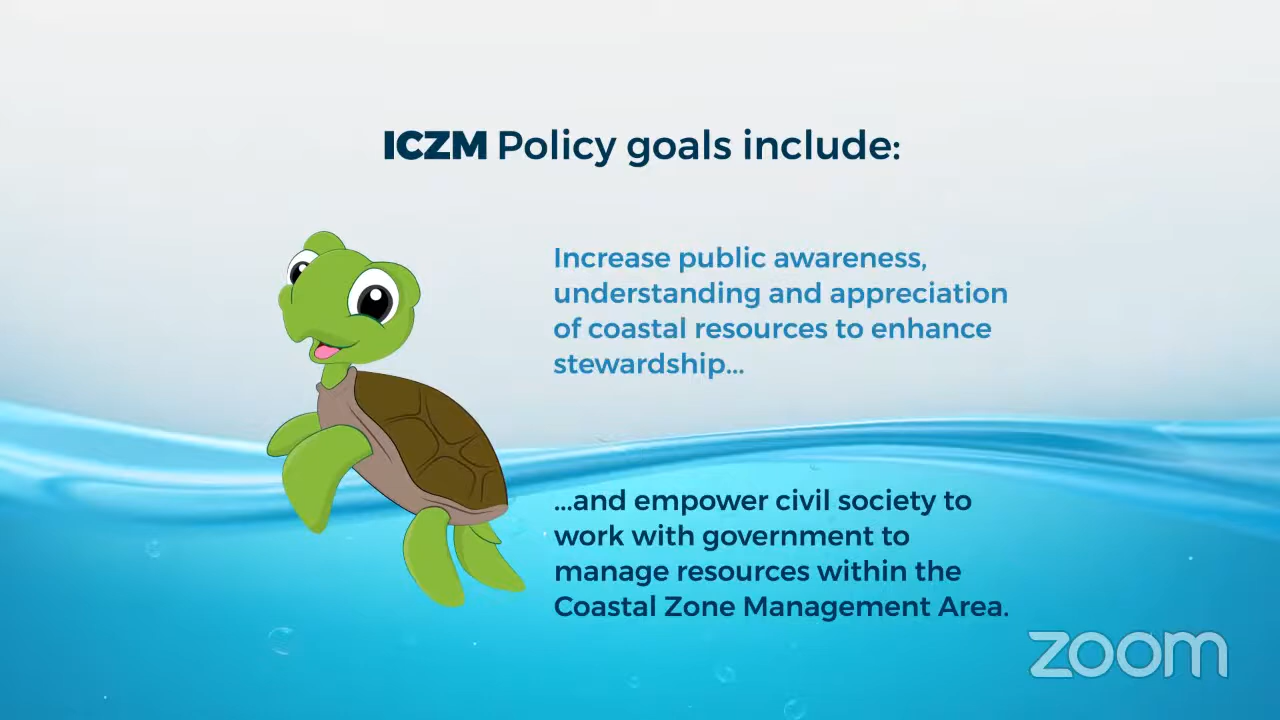 ICZM Policy goals include:
Increase public awareness,
understanding and appreciation
of coastal resources to enhance
stewardship...
...and empower civil society to
work with government to
manage resources within the
Coastal Zone Management Area.
zoom